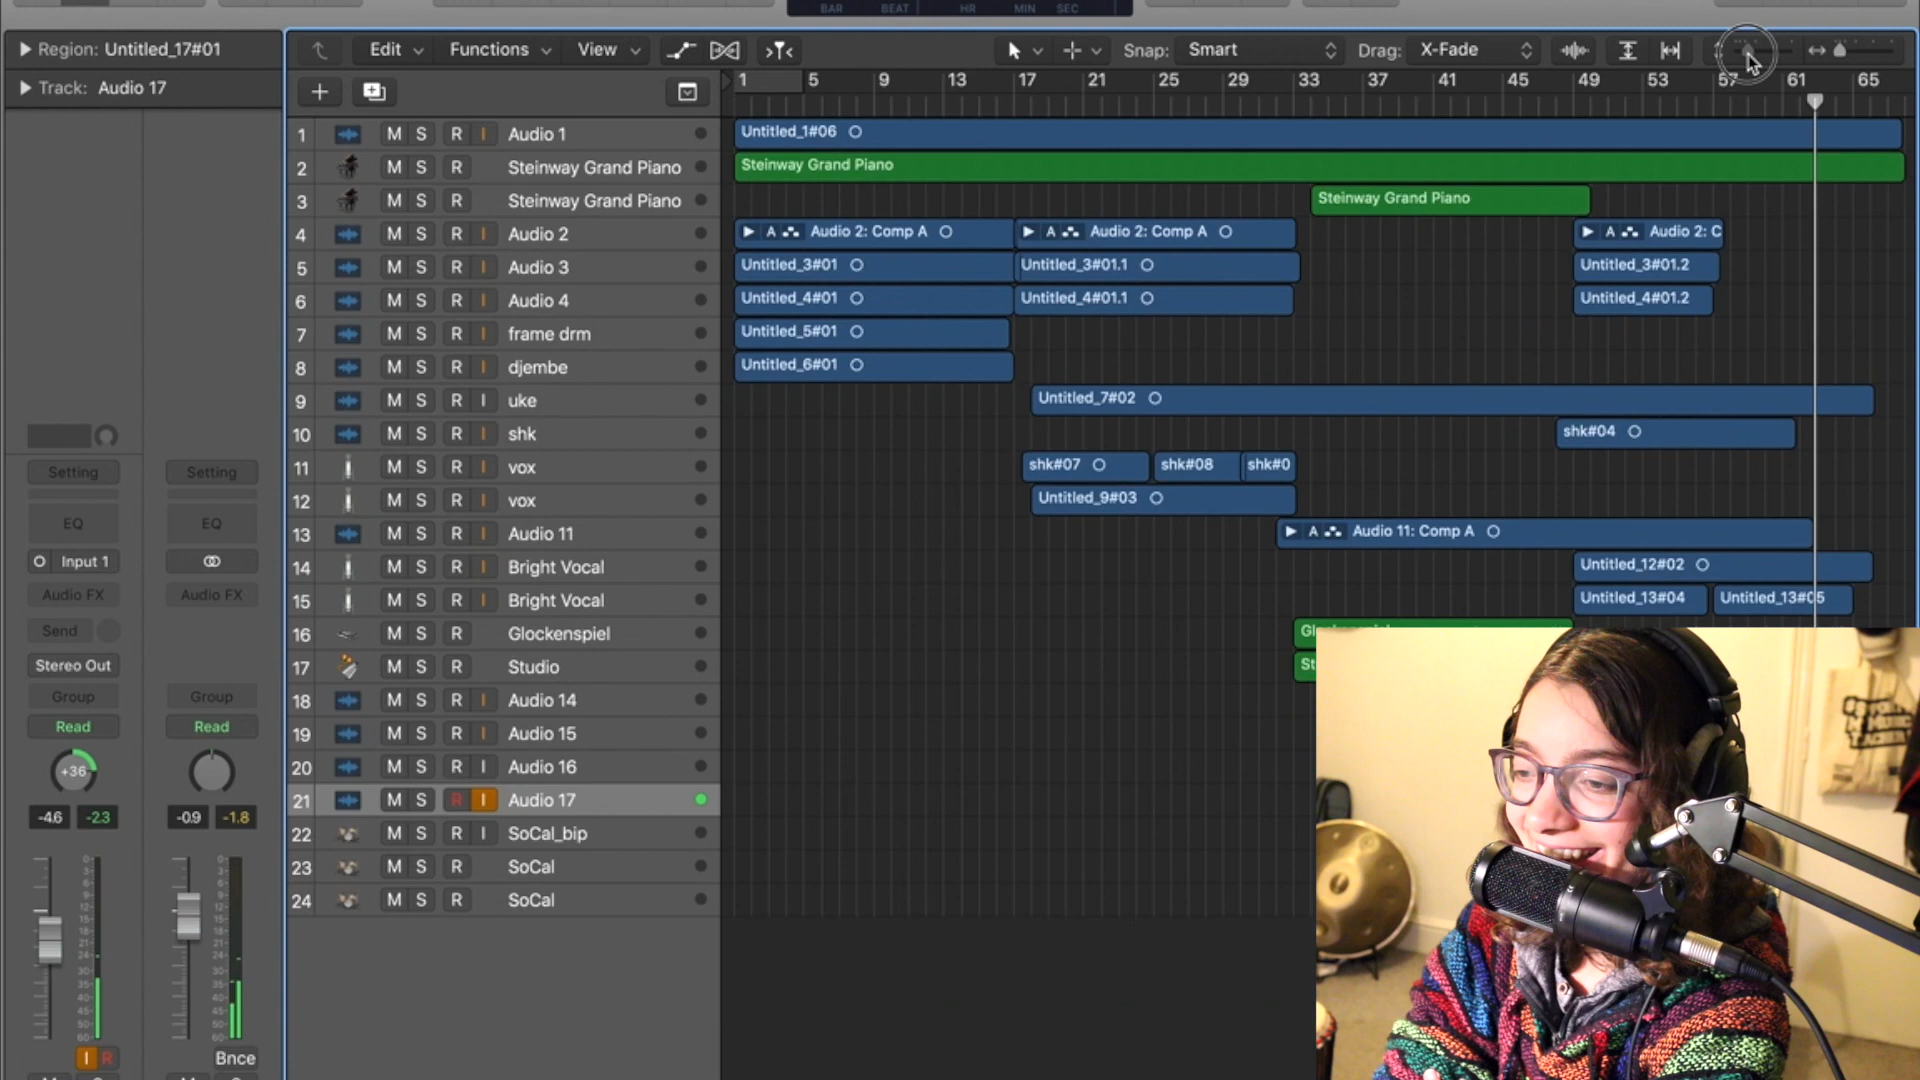 BAR BEAT HR MIN SEC
Region: Untitled_17#01
Edit Functions View Snap: Smart Drag: X-Fade
Track: Audio 17
1 5 9 13 17 21 25 29 33 37 41 45 49 53 57 61 65
1 M S R I Audio 1 Untitled_1#06
2 M S R Steinway Grand Piano Steinway Grand Piano
3 M S R Steinway Grand Piano Steinway Grand Piano
4 M S R I Audio 2 A Audio 2: Comp A A Audio 2: Comp A A Audio 2: C
5 M S R I Audio 3 Untitled_3#01 Untitled_3#01.1 Untitled_3#01.2
6 M S R I Audio 4 Untitled_4#01 Untitled_4#01.1 Untitled_4#01.2
7 M S R I frame drm Untitled_5#01
8 M S R I djembe Untitled_6#01
9 M S R I uke Untitled_7#02
10 M S R I shk shk#04
11 M S R I vox shk#07 shk#08 shk#0
12 M S R I vox Untitled_9#03
13 M S R I Audio 11 A Audio 11: Comp A
14 M S R I Bright Vocal Untitled_12#02
15 M S R I Bright Vocal Untitled_13#04 Untitled_13#05
16 M S R Glockenspiel
17 M S R Studio St
18 M S R I Audio 14
19 M S R I Audio 15
20 M S R I Audio 16
21 M S R I Audio 17
22 M S R I SoCal_bip
23 M S R SoCal
24 M S R SoCal
Setting Setting
EQ EQ
Input 1
Audio FX Audio FX
Send
Stereo Out
Group Group
Read Read
+36
-4.6 -2.3 -0.9 -1.8
I R Bnce